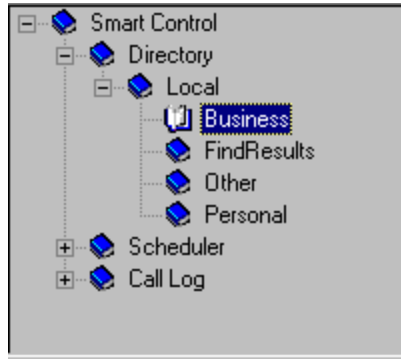 Smart Control
Directory
Local
Business
FindResults
Other
Personal
Scheduler
Call Log